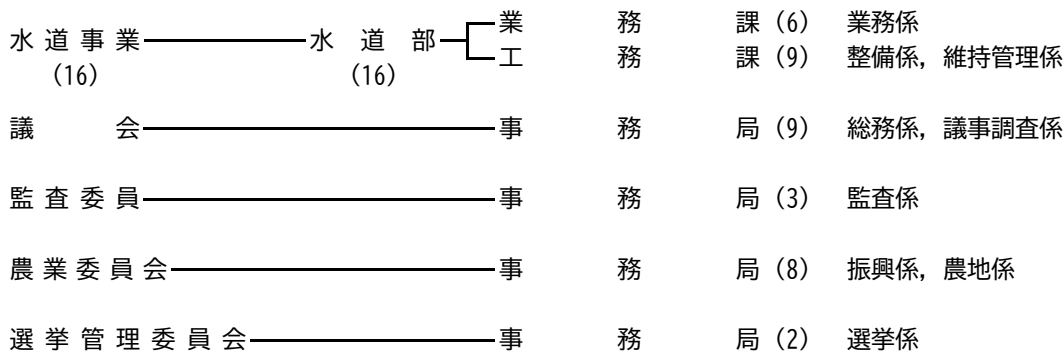 業務課（6） 業務係
水道事業 水道部
工務課（9） 整備係，維持管理係
（16） （16）
議会 事務局（9） 総務係，議事調査係
監査委員 事務局（3） 監査係
農業委員会 事務局（8） 振興係，農地係
選挙管理委員会 事務局（2） 選挙係